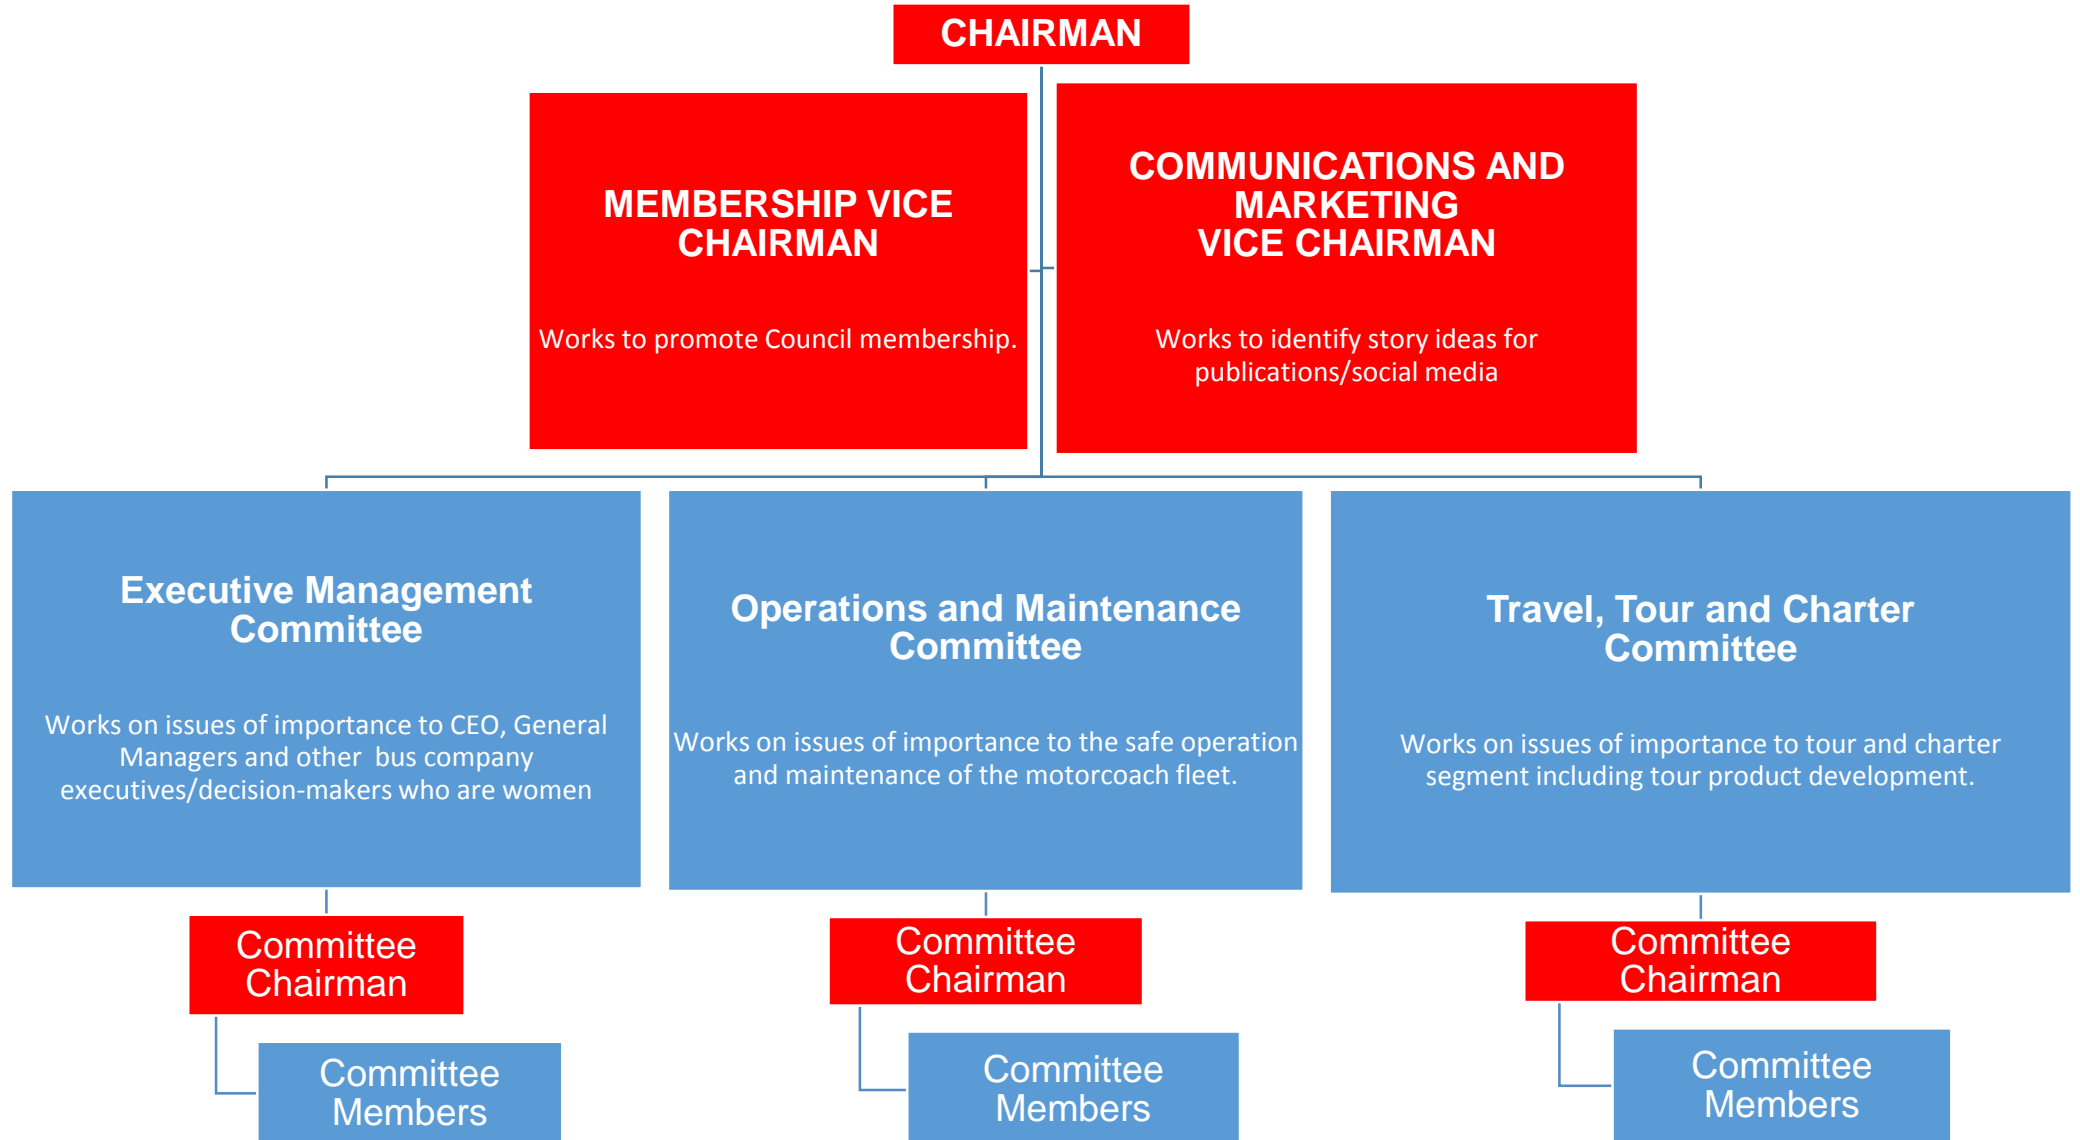 CHAIRMAN
MEMBERSHIP VICE
CHAIRMAN
Works to promote Council membership.
COMMUNICATIONS AND
MARKETING
VICE CHAIRMAN
Works to identify story ideas for
publications/social media
Executive Management
Committee
Works on issues of importance to CEO, General
Managers and other bus company
executives/decision-makers who are women
Operations and Maintenance
Committee
Works on issues of importance to the safe operation
and maintenance of the motorcoach fleet.
Travel, Tour and Charter
Committee
Works on issues of importance to tour and charter
segment including tour product development.
Committee
Chairman
Committee
Members
Committee
Chairman
Committee
Members
Committee
Chairman
Committee
Members